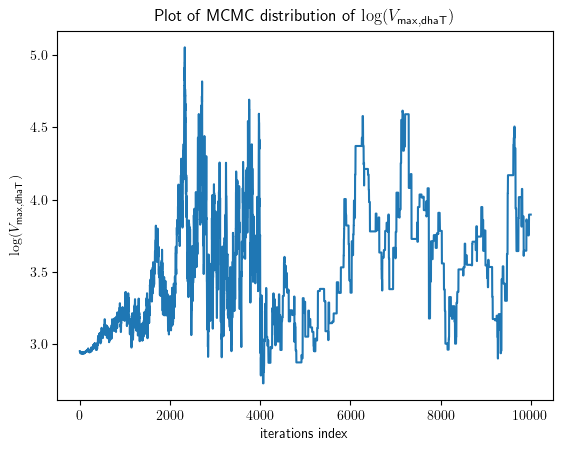 Plot of MCMC distribution of log(V_max,dhaT)
log(V_max,dhaT)
5.0
4.5
4.0
3.5
3.0
0 2000 4000 6000 8000 10000
iterations index